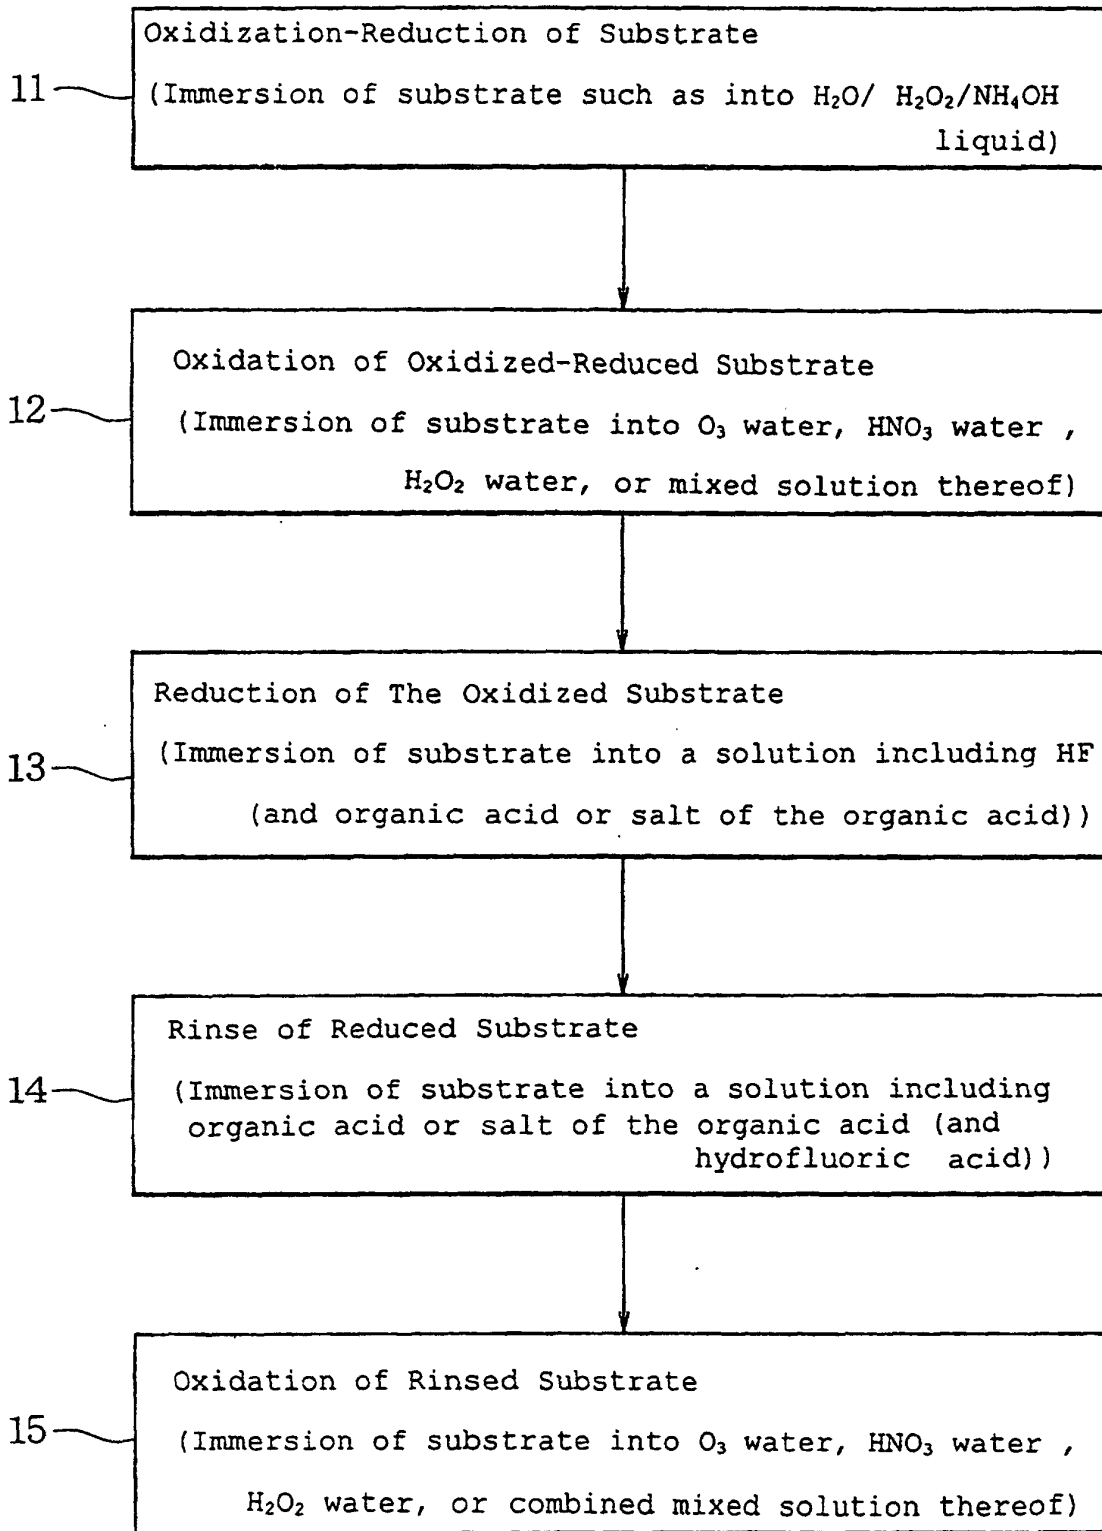 Oxidization-Reduction of Substrate
11
(Immersion of substrate such as into H₂O/ H₂O₂/NH₄OH
liquid)
Oxidation of Oxidized-Reduced Substrate
12
(Immersion of substrate into O₃ water, HNO₃ water ,
H₂O₂ water, or mixed solution thereof)
Reduction of The Oxidized Substrate
13
(Immersion of substrate into a solution including HF
(and organic acid or salt of the organic acid))
Rinse of Reduced Substrate
14
(Immersion of substrate into a solution including
organic acid or salt of the organic acid (and
hydrofluoric acid))
Oxidation of Rinsed Substrate
15
(Immersion of substrate into O₃ water, HNO₃ water ,
H₂O₂ water, or combined mixed solution thereof)